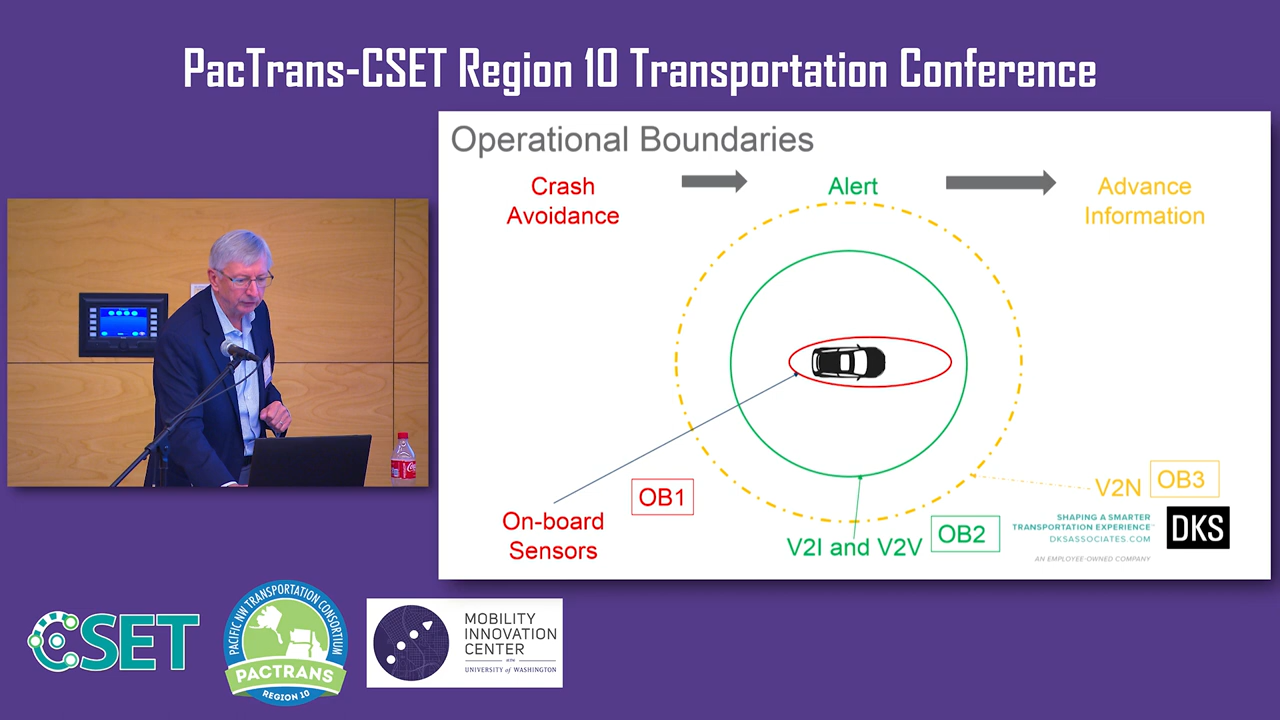 PacTrans-CSET Region 10 Transportation Conference
Operational Boundaries
Crash
Avoidance
Alert
Advance
Information
OB1
On-board
Sensors
V2I and V2V
OB2
V2N
OB3
SHAPING A SMARTER
TRANSPORTATION EXPERIENCE™
DKSASSOCIATES.COM
AN EMPLOYEE-OWNED COMPANY
DKS
CSET
PACIFIC NW TRANSPORTATION CONSORTIUM
PACTRANS
REGION 10
MOBILITY
INNOVATION
CENTER
UNIVERSITY of WASHINGTON